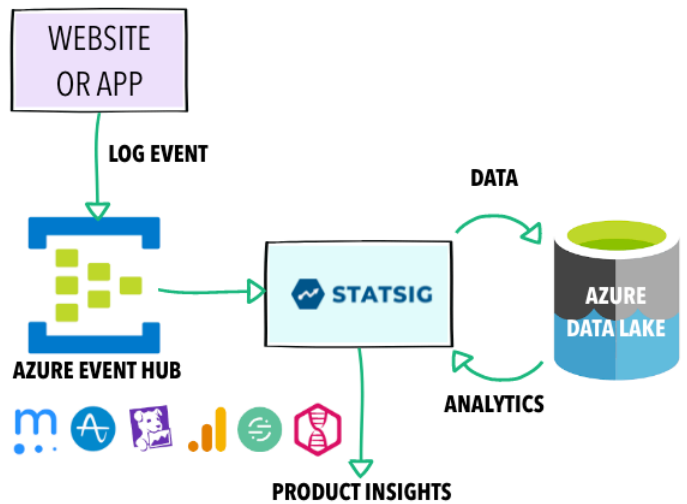 WEBSITE
OR APP
LOG EVENT
DATA
STATSIG
AZURE
DATA LAKE
AZURE EVENT HUB
ANALYTICS
m
PRODUCT INSIGHTS